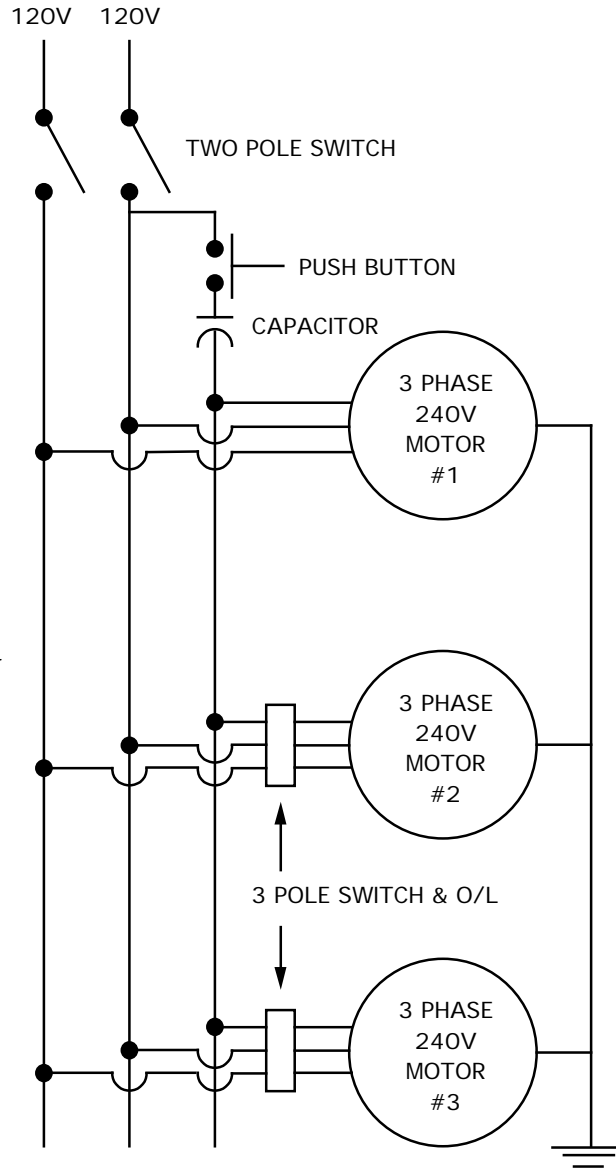 120V 120V
TWO POLE SWITCH
PUSH BUTTON
CAPACITOR
3 PHASE
240V
MOTOR
#1
3 PHASE
240V
MOTOR
#2
3 POLE SWITCH & O/L
3 PHASE
240V
MOTOR
#3